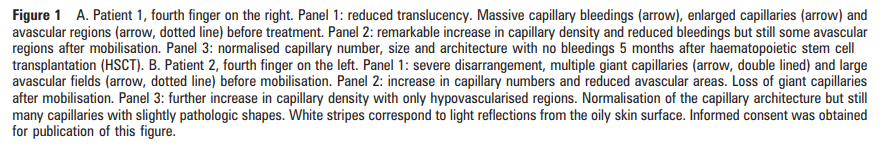 Figure 1 A. Patient 1, fourth finger on the right. Panel 1: reduced translucency. Massive capillary bleedings (arrow), enlarged capillaries (arrow) and
avascular regions (arrow, dotted line) before treatment. Panel 2: remarkable increase in capillary density and reduced bleedings but still some avascular
regions after mobilisation. Panel 3: normalised capillary number, size and architecture with no bleedings 5 months after haematopoietic stem cell
transplantation (HSCT). B. Patient 2, fourth finger on the left. Panel 1: severe disarrangement, multiple giant capillaries (arrow, double lined) and large
avascular fields (arrow, dotted line) before mobilisation. Panel 2: increase in capillary numbers and reduced avascular areas. Loss of giant capillaries
after mobilisation. Panel 3: further increase in capillary density with only hypovascularised regions. Normalisation of the capillary architecture but still
many capillaries with slightly pathologic shapes. White stripes correspond to light reflections from the oily skin surface. Informed consent was obtained
for publication of this figure.